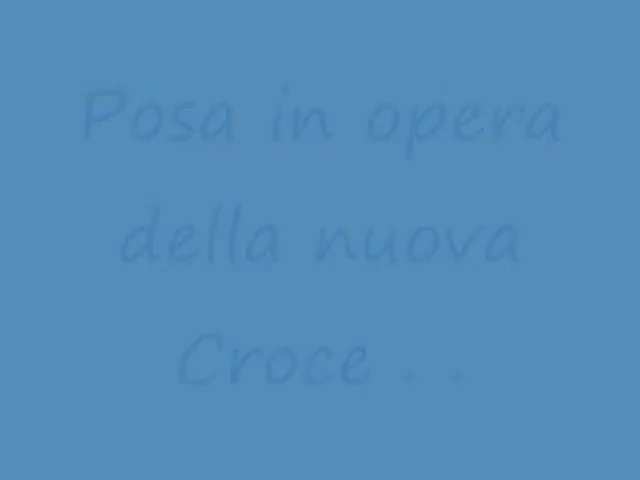 Posa in opera
della nuova
Croce . .